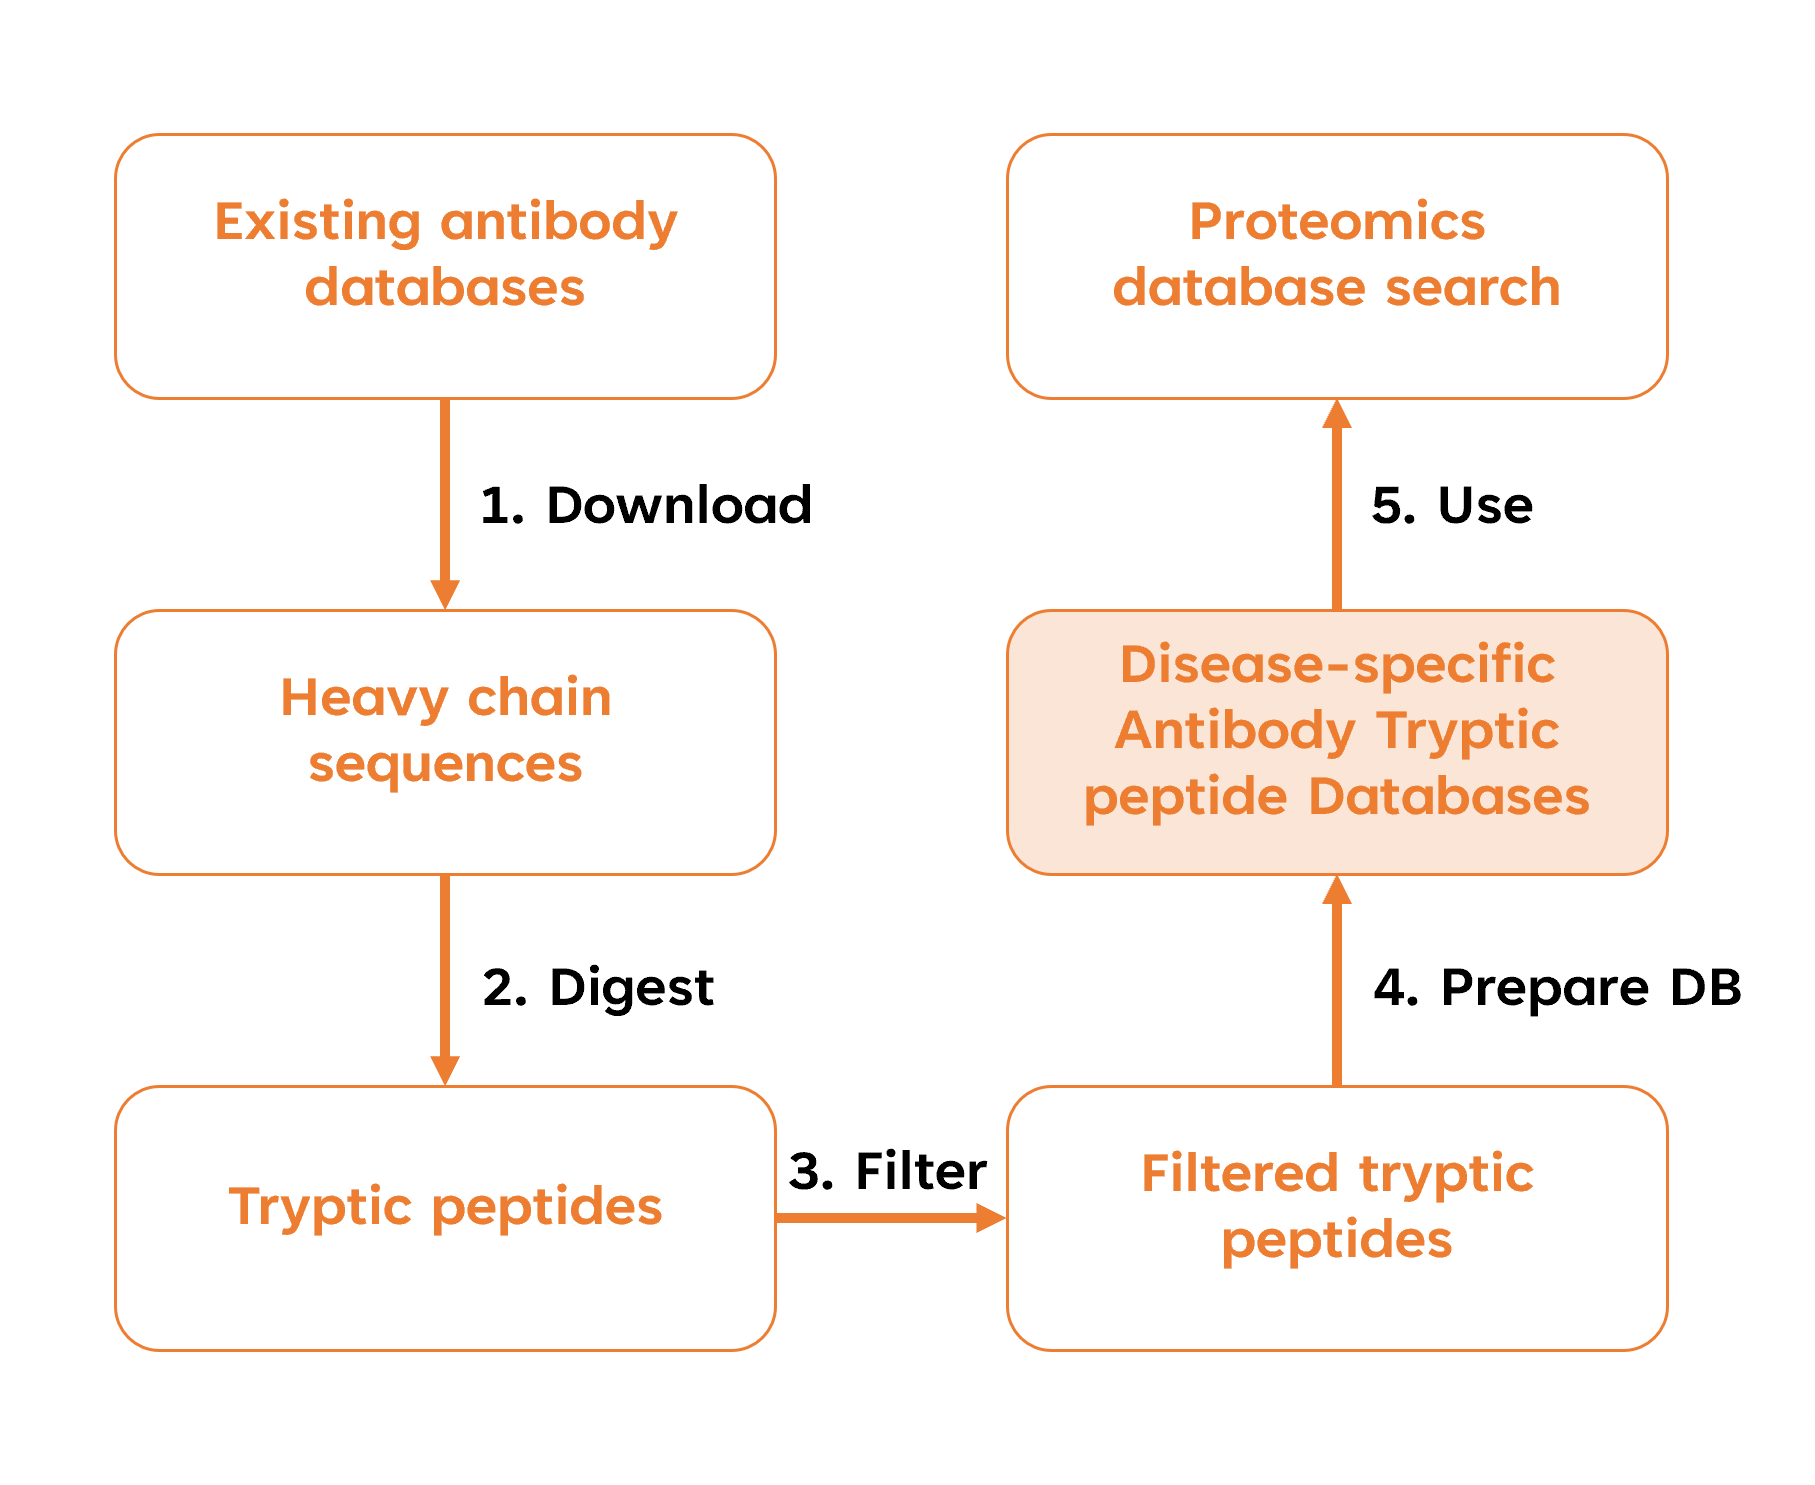 Existing antibody
databases
1. Download
Heavy chain
sequences
2. Digest
Tryptic peptides
3. Filter
Filtered tryptic
peptides
4. Prepare DB
Disease-specific
Antibody Tryptic
peptide Databases
5. Use
Proteomics
database search